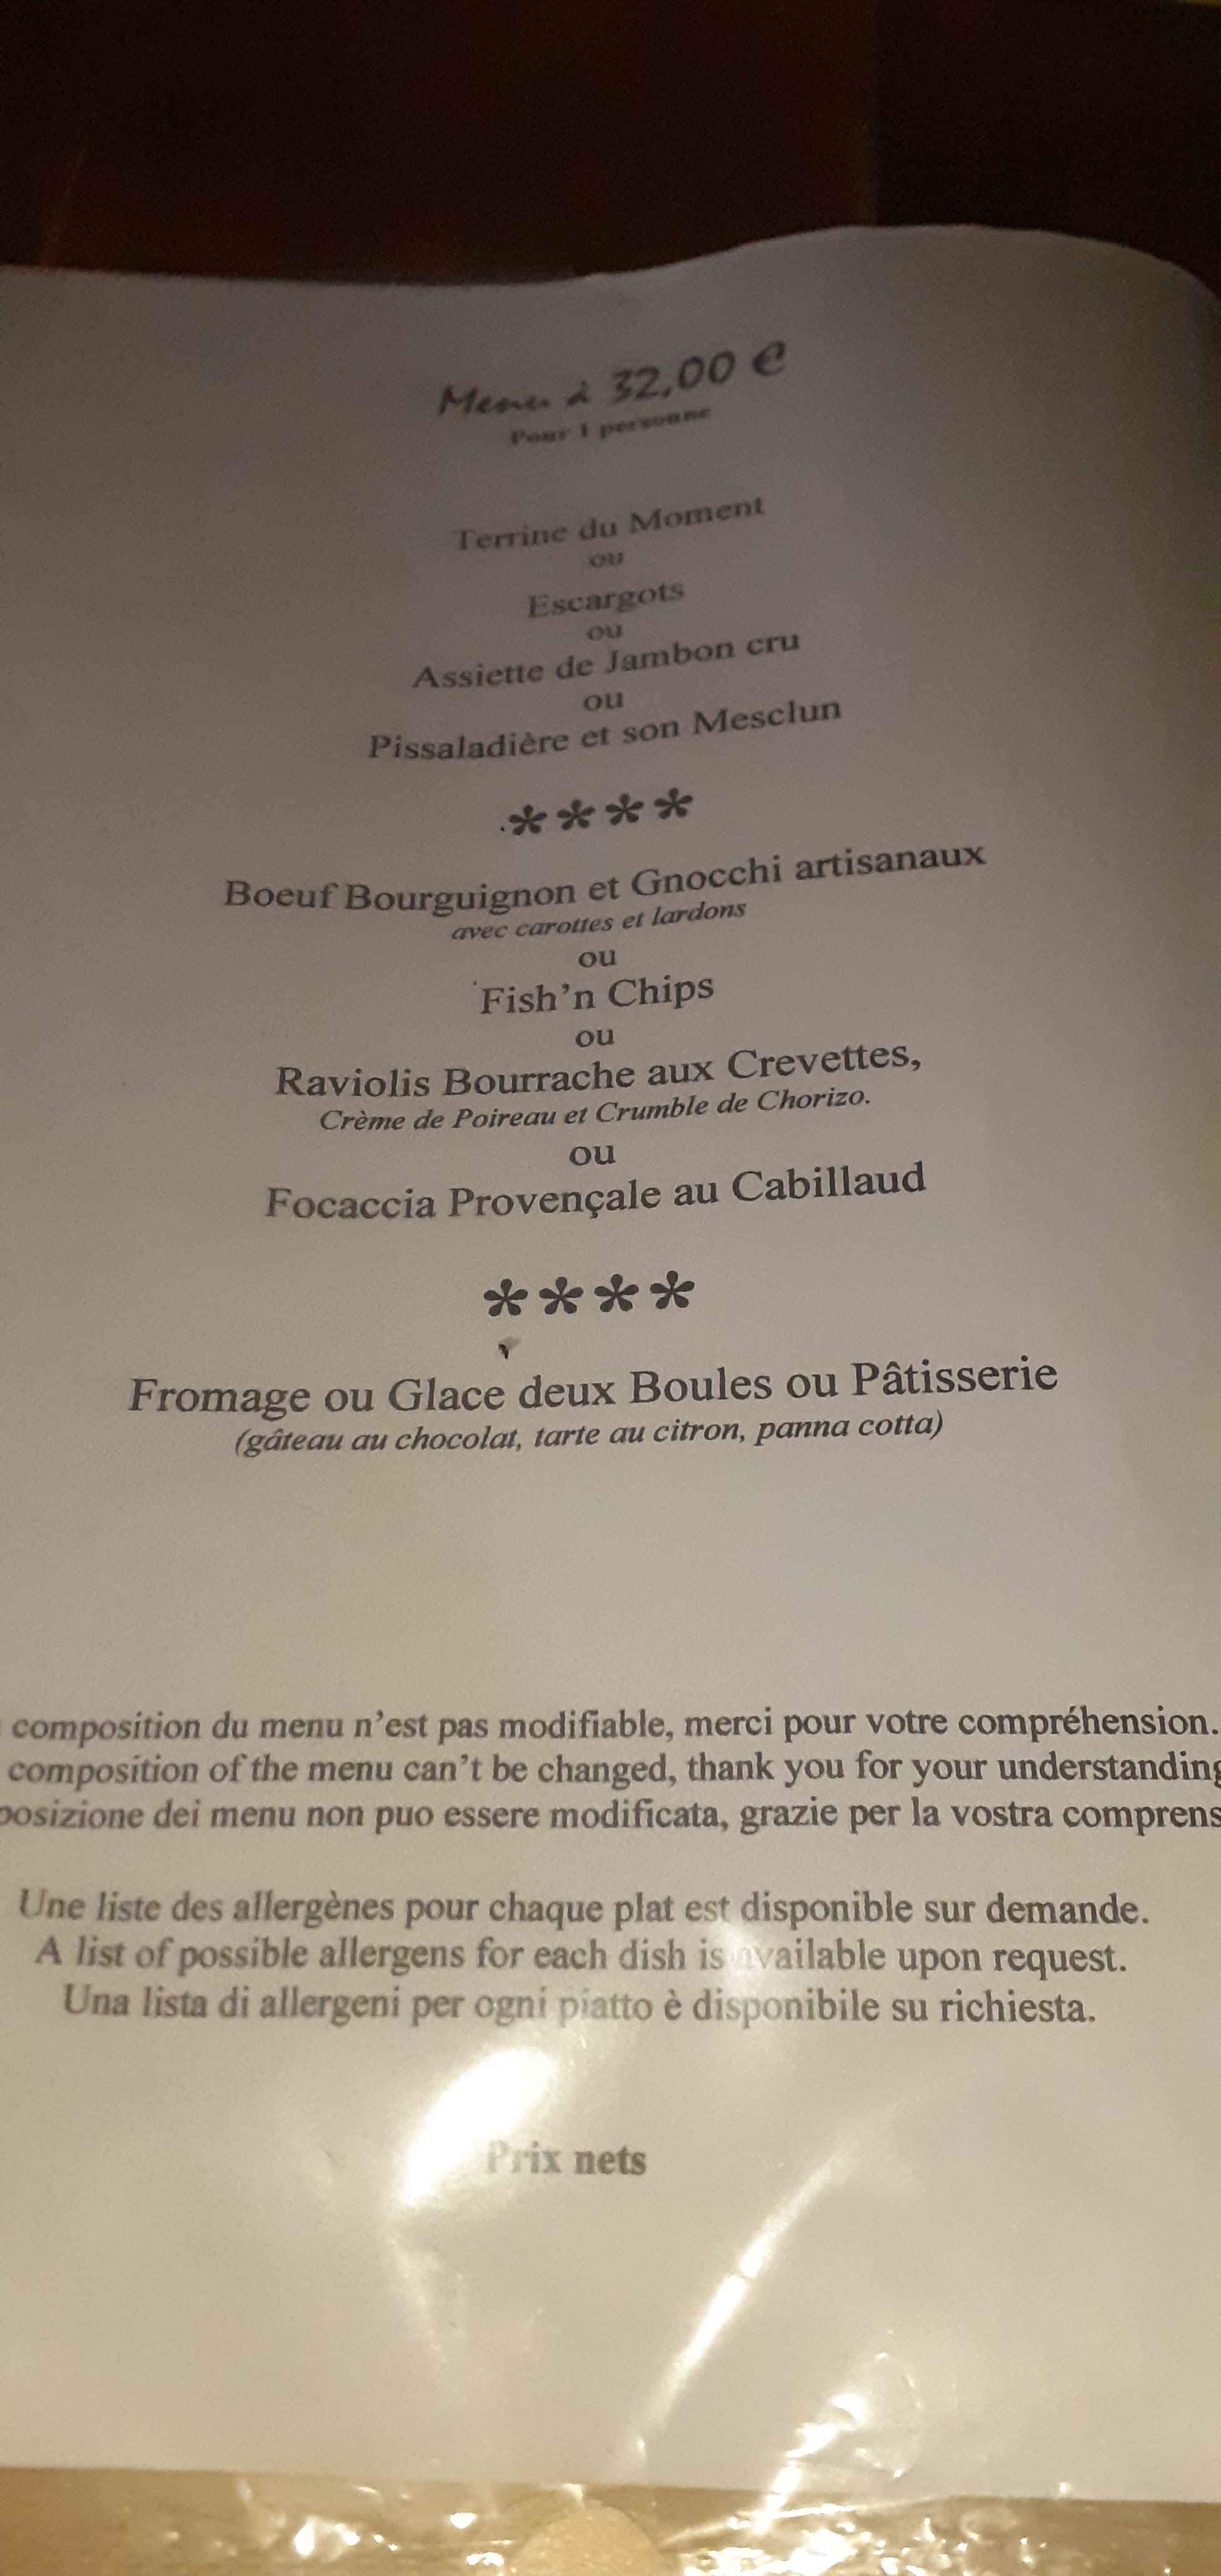 Menu à 32,00 €
Pour 1 personne
Terrine du Moment
ou
Escargots
ou
Assiette de Jambon cru
ou
Pissaladière et son Mesclun
****
Boeuf Bourguignon et Gnocchi artisanaux
avec carottes et lardons
ou
Fish’n Chips
ou
Raviolis Bourrache aux Crevettes,
Crème de Poireau et Crumble de Chorizo.
ou
Focaccia Provençale au Cabillaud
****
Fromage ou Glace deux Boules ou Pâtisserie
(gâteau au chocolat, tarte au citron, panna cotta)
composition du menu n’est pas modifiable, merci pour votre compréhension.
composition of the menu can’t be changed, thank you for your understanding
posizione dei menu non puo essere modificata, grazie per la vostra comprens
Une liste des allergènes pour chaque plat est disponible sur demande.
A list of possible allergens for each dish is available upon request.
Una lista di allergeni per ogni piatto è disponibile su richiesta.
Prix nets